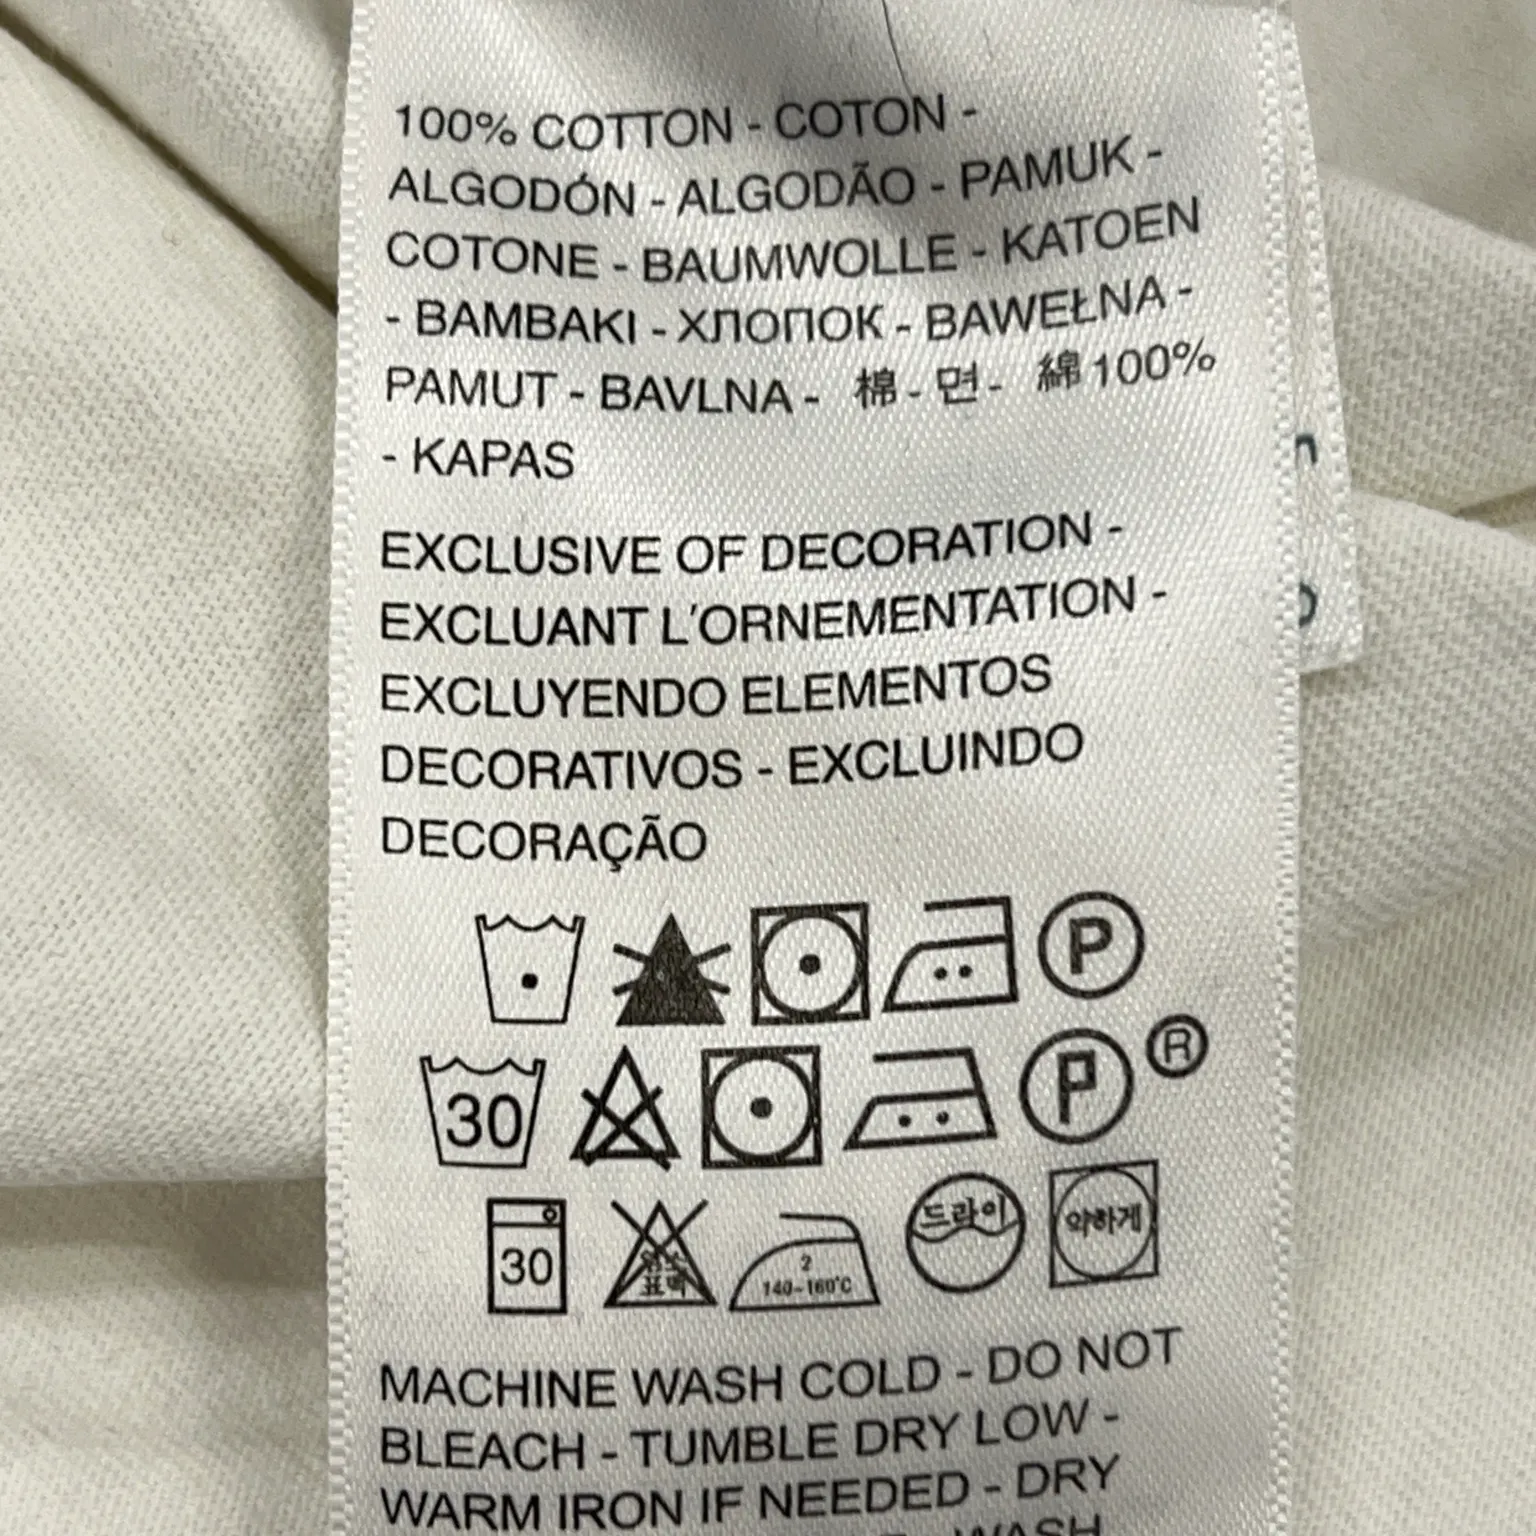 100% COTTON - COTON -
ALGODÓN - ALGODÃO - PAMUK -
COTONE - BAUMWOLLE - KATOEN
- BAMBAKI - ХЛОПОК - BAWEŁNA -
PAMUT - BAVLNA - 棉 - 면 - 綿 100%
- KAPAS
EXCLUSIVE OF DECORATION -
EXCLUANT L'ORNEMENTATION -
EXCLUYENDO ELEMENTOS
DECORATIVOS - EXCLUINDO
DECORAÇÃO
P
30 P ®
30 2 140~160°C 드라이 약하게
MACHINE WASH COLD - DO NOT
BLEACH - TUMBLE DRY LOW -
WARM IRON IF NEEDED - DRY
WASH